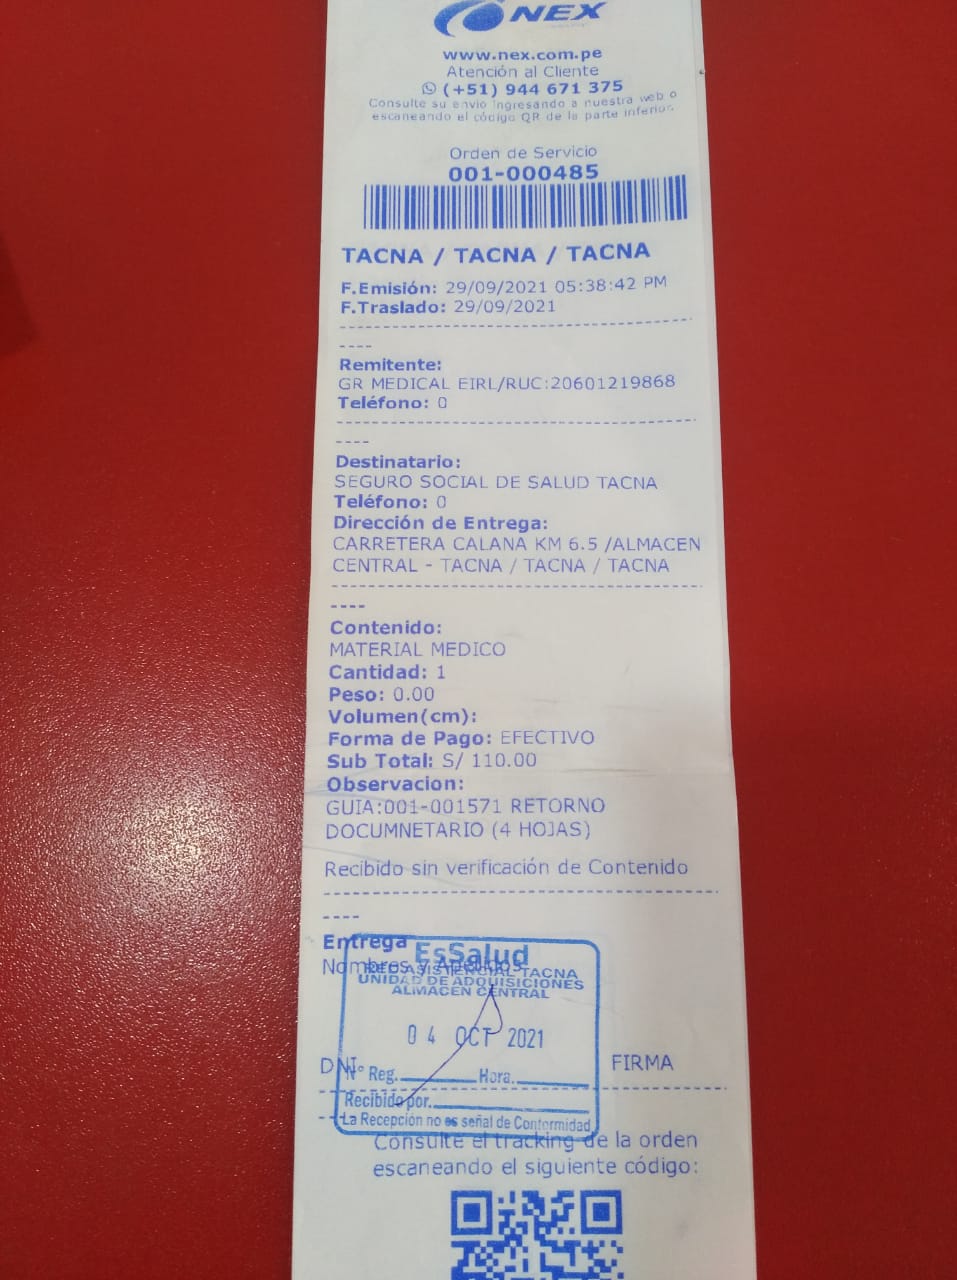 NEX
www.nex.com.pe
Atención al Cliente
(+51) 944 671 375
Consulte su envio ingresando a nuestra web o
escaneando el código QR de la parte inferior.
Orden de Servicio
001-000485
TACNA / TACNA / TACNA
F.Emisión: 29/09/2021 05:38:42 PM
F.Traslado: 29/09/2021
----
Remitente:
GR MEDICAL EIRL/RUC:20601219868
Teléfono: 0
----
Destinatario:
SEGURO SOCIAL DE SALUD TACNA
Teléfono: 0
Dirección de Entrega:
CARRETERA CALANA KM 6.5 /ALMACEN
CENTRAL - TACNA / TACNA / TACNA
----
Contenido:
MATERIAL MEDICO
Cantidad: 1
Peso: 0.00
Volumen(cm):
Forma de Pago: EFECTIVO
Sub Total: S/ 110.00
Observacion:
GUIA:001-001571 RETORNO
DOCUMNETARIO (4 HOJAS)
Recibido sin verificación de Contenido
----
Entrega
EsSalud
Nombres y Apellidos
RED ASISTENCIAL TACNA
UNIDAD DE ADQUISICIONES
ALMACEN CENTRAL
04 OCT 2021
DNI
FIRMA
N° Reg. Hora.
Recibido por.
La Recepción no es señal de Conformidad
Consulte el tracking de la orden
escaneando el siguiente código: